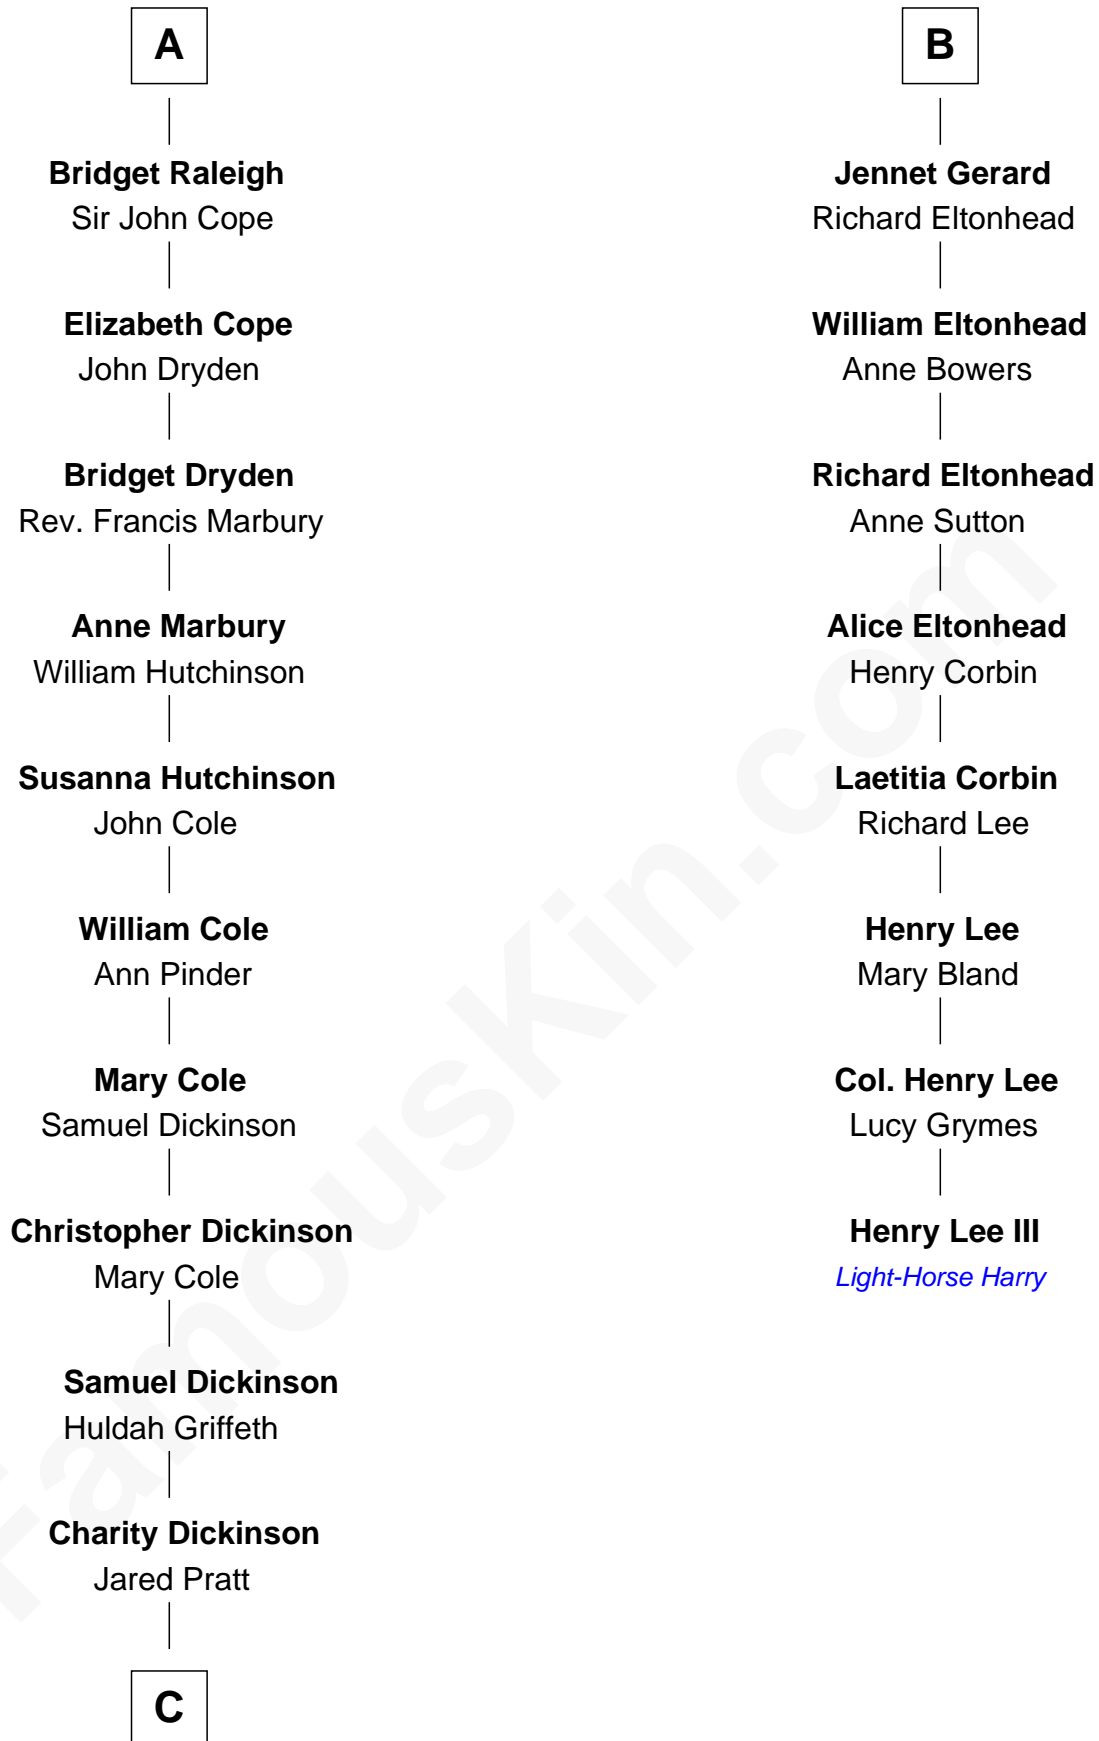 A
Bridget Raleigh
Sir John Cope
Elizabeth Cope
John Dryden
Bridget Dryden
Rev. Francis Marbury
Anne Marbury
William Hutchinson
Susanna Hutchinson
John Cole
William Cole
Ann Pinder
Mary Cole
Samuel Dickinson
Christopher Dickinson
Mary Cole
Samuel Dickinson
Huldah Griffeth
Charity Dickinson
Jared Pratt
C
B
Jennet Gerard
Richard Eltonhead
William Eltonhead
Anne Bowers
Richard Eltonhead
Anne Sutton
Alice Eltonhead
Henry Corbin
Laetitia Corbin
Richard Lee
Henry Lee
Mary Bland
Col. Henry Lee
Lucy Grymes
Henry Lee III
Light-Horse Harry
FamousKin.com